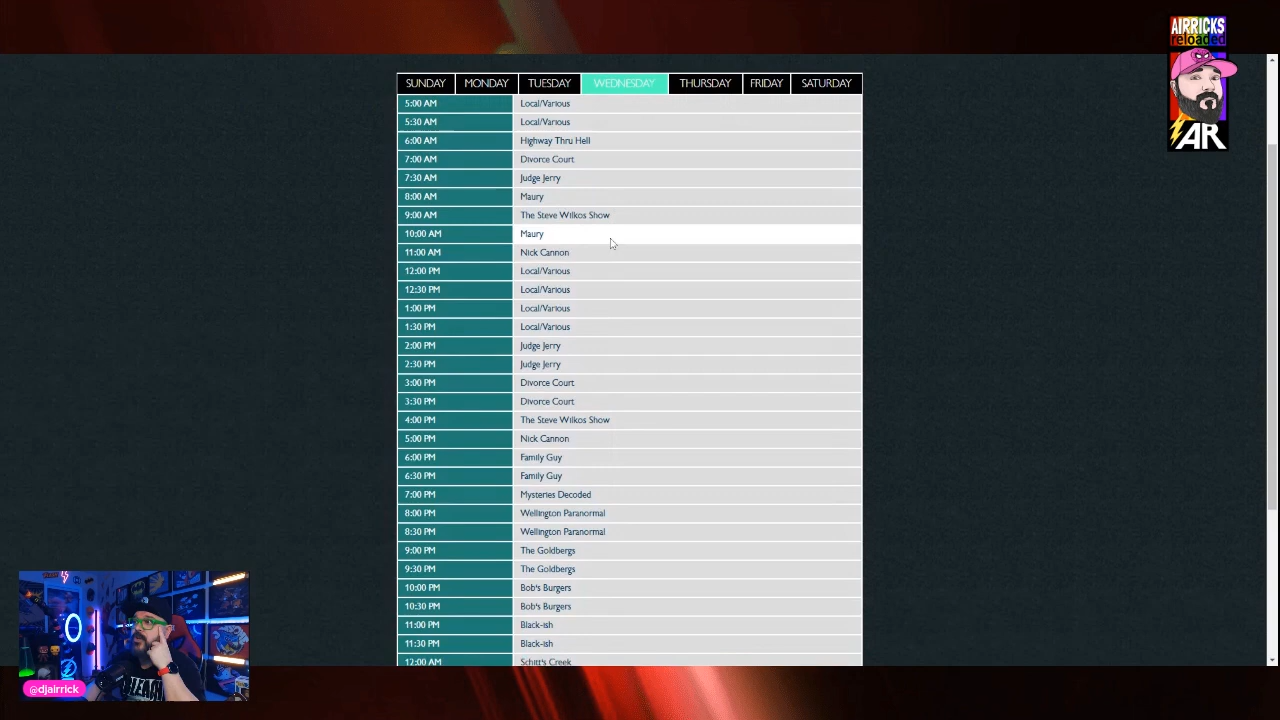 AIRRICKS
reloaded
AR
SUNDAY MONDAY TUESDAY WEDNESDAY THURSDAY FRIDAY SATURDAY
5:00 AM Local/Various
5:30 AM Local/Various
6:00 AM Highway Thru Hell
7:00 AM Divorce Court
7:30 AM Judge Jerry
8:00 AM Maury
9:00 AM The Steve Wilkos Show
10:00 AM Maury
11:00 AM Nick Cannon
12:00 PM Local/Various
12:30 PM Local/Various
1:00 PM Local/Various
1:30 PM Local/Various
2:00 PM Judge Jerry
2:30 PM Judge Jerry
3:00 PM Divorce Court
3:30 PM Divorce Court
4:00 PM The Steve Wilkos Show
5:00 PM Nick Cannon
6:00 PM Family Guy
6:30 PM Family Guy
7:00 PM Mysteries Decoded
8:00 PM Wellington Paranormal
8:30 PM Wellington Paranormal
9:00 PM The Goldbergs
9:30 PM The Goldbergs
10:00 PM Bob's Burgers
10:30 PM Bob's Burgers
11:00 PM Black-ish
11:30 PM Black-ish
12:00 AM Schitt's Creek
@djairrick